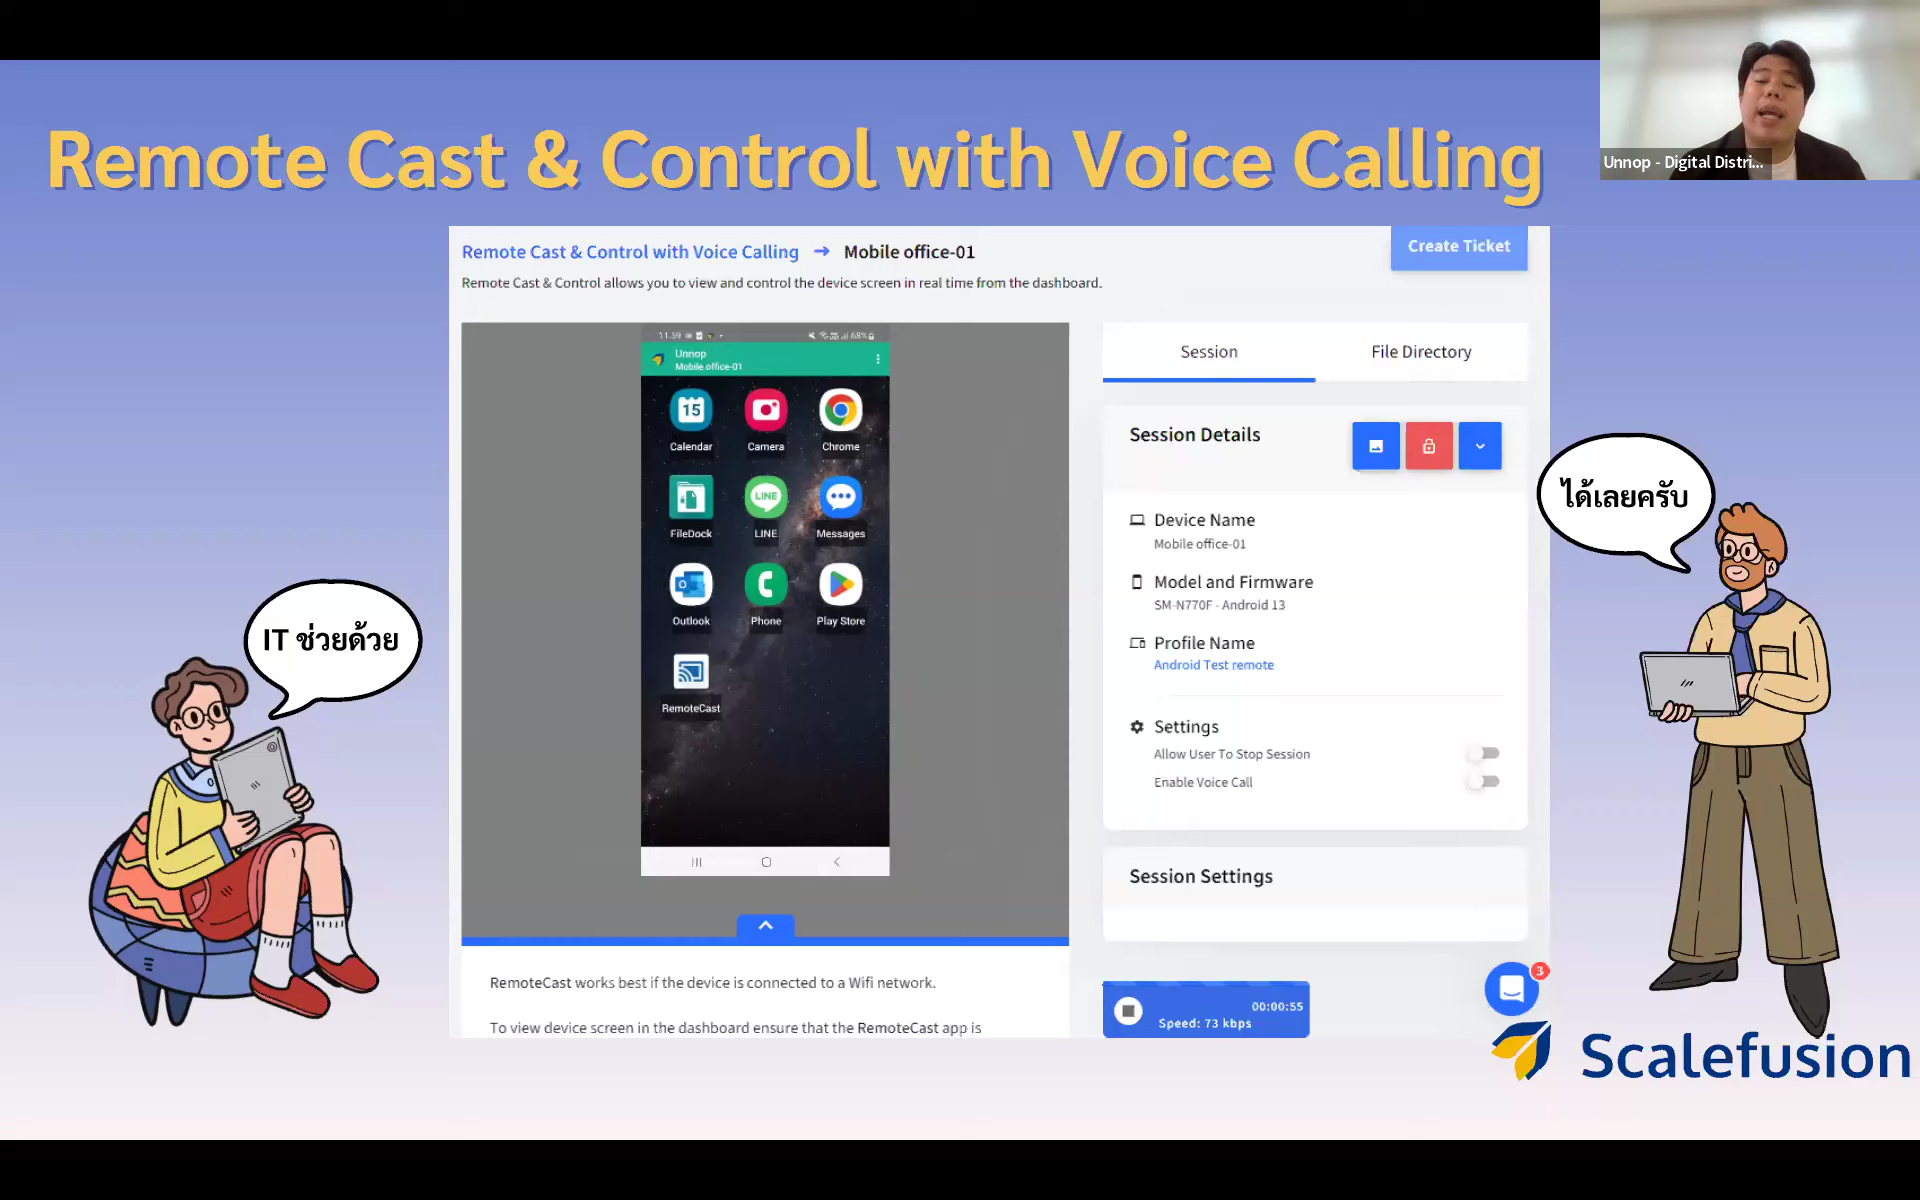 Remote Cast & Control with Voice Calling
Unnop - Digital Distri...
Remote Cast & Control with Voice Calling → Mobile office-01
Create Ticket
Remote Cast & Control allows you to view and control the device screen in real time from the dashboard.
11:59
68%
Unnop
Mobile office-01
15
Calendar
Camera
Chrome
FileDock
LINE
LINE
Messages
Outlook
Phone
Play Store
RemoteCast
Session
File Directory
Session Details
Device Name
Mobile office-01
Model and Firmware
SM-N770F - Android 13
Profile Name
Android Test remote
Settings
Allow User To Stop Session
Enable Voice Call
Session Settings
RemoteCast works best if the device is connected to a Wifi network.
To view device screen in the dashboard ensure that the RemoteCast app is
00:00:55
Speed: 73 kbps
3
IT ช่วยด้วย
ได้เลยครับ
Scalefusion